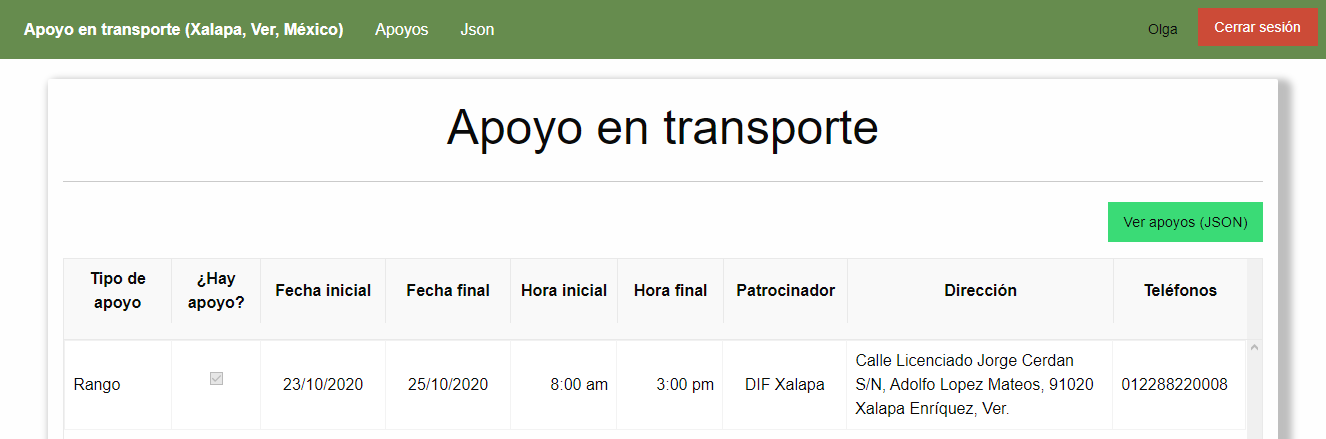 Apoyo en transporte (Xalapa, Ver, México) Apoyos Json Olga Cerrar sesión
Apoyo en transporte
Ver apoyos (JSON)
Tipo de apoyo ¿Hay apoyo? Fecha inicial Fecha final Hora inicial Hora final Patrocinador Dirección Teléfonos
Rango 23/10/2020 25/10/2020 8:00 am 3:00 pm DIF Xalapa Calle Licenciado Jorge Cerdan
S/N, Adolfo Lopez Mateos, 91020
Xalapa Enríquez, Ver. 012288220008